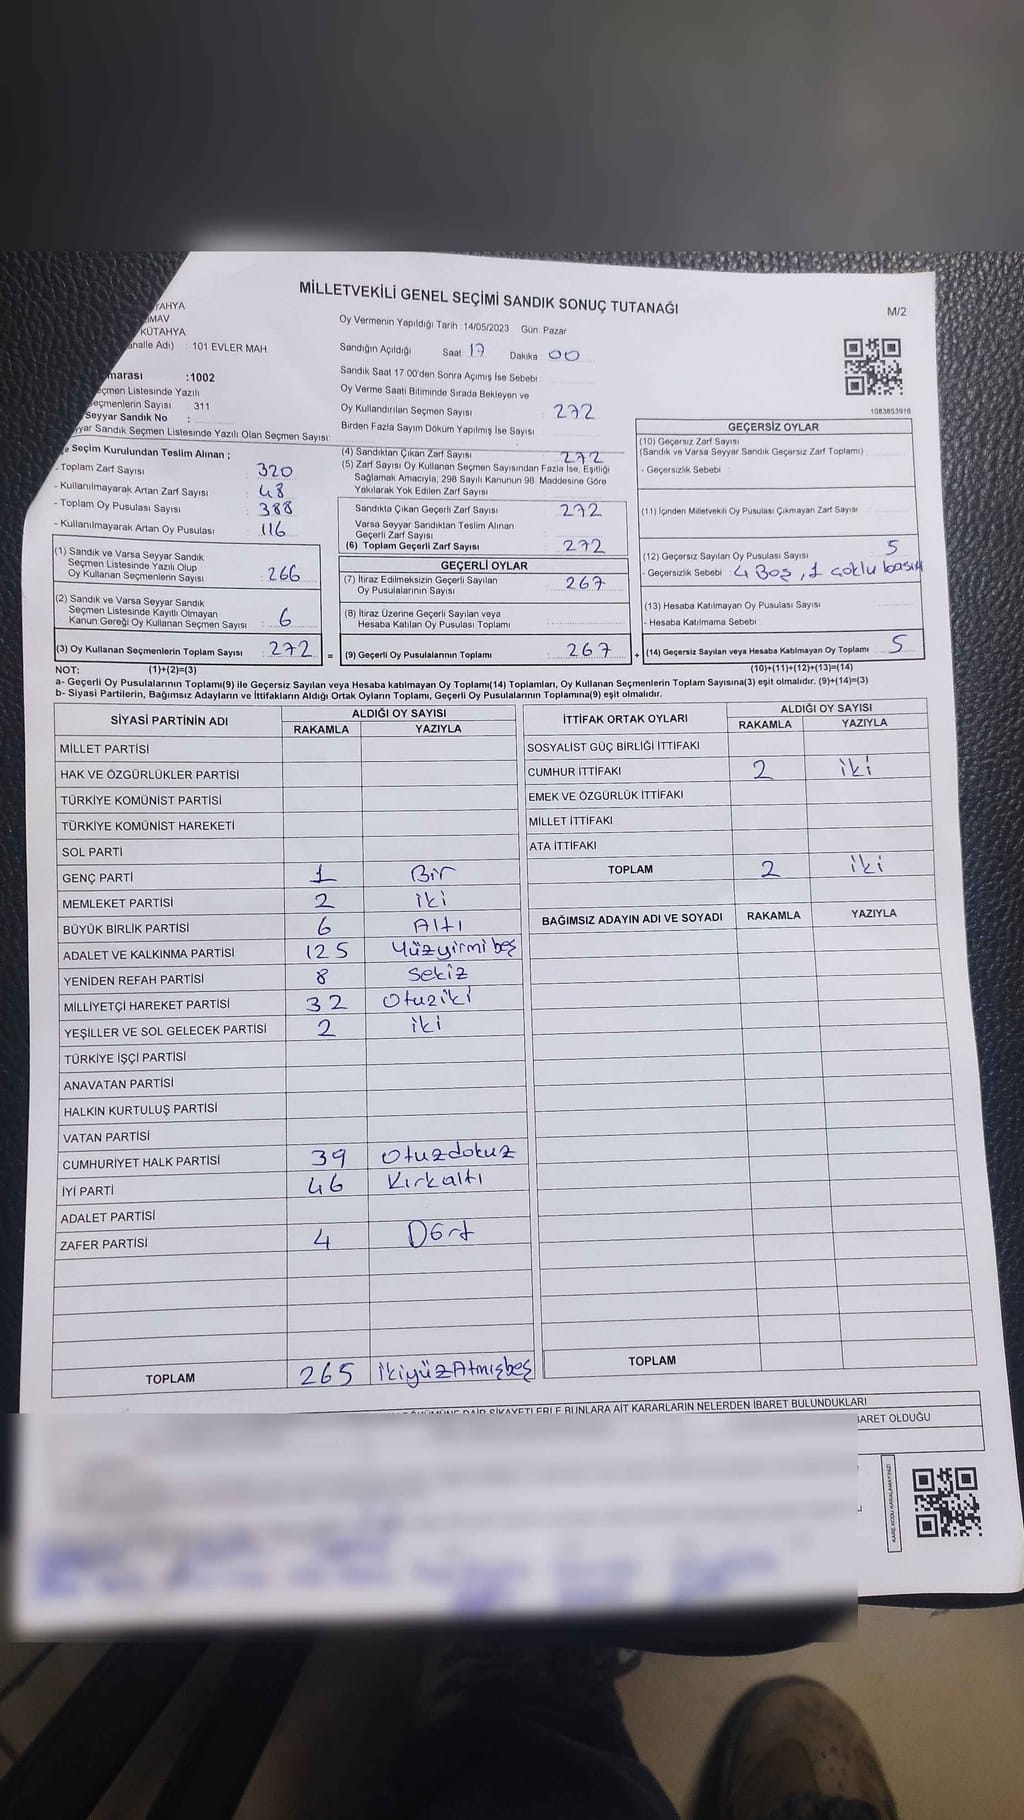 MİLLETVEKİLİ GENEL SEÇİMİ SANDIK SONUÇ TUTANAĞI
M/2
TAHYA
MAV
KÜTAHYA
ahalle Adı) : 101 EVLER MAH.
marası :1002
eçmen Listesinde Yazılı
eçmenlerin Sayısı 311
Seyyar Sandık No :
yyar Sandık Seçmen Listesinde Yazılı Olan Seçmen Sayısı:
Oy Vermenin Yapıldığı Tarih :14/05/2023 Gün: Pazar
Sandığın Açıldığı Saat: 17 Dakika: 00
Sandık Saat 17 00'den Sonra Açımış İse Sebebi:
Oy Verme Saati Bitiminde Sırada Bekleyen ve
Oy Kullandırılan Seçmen Sayısı : 272
Birden Fazla Sayım Döküm Yapılmış İse Sayısı :
1083853916
e Seçim Kurulundan Teslim Alınan ;
- Toplam Zarf Sayısı : 320
- Kullanılmayarak Artan Zarf Sayısı : 48
- Toplam Oy Pusulası Sayısı : 388
- Kullanılmayarak Artan Oy Pusulası : 116
(1) Sandık ve Varsa Seyyar Sandık
Seçmen Listesinde Yazılı Olup
Oy Kullanan Seçmenlerin Sayısı : 266
(2) Sandık ve Varsa Seyyar Sandık
Seçmen Listesinde Kayıtlı Olmayan
Kanun Gereği Oy Kullanan Seçmen Sayısı : 6
(3) Oy Kullanan Seçmenlerin Toplam Sayısı : 272 =
(4) Sandıktan Çıkan Zarf Sayısı : 272
(5) Zarf Sayısı Oy Kullanan Seçmen Sayısından Fazla İse, Eşitliği
Sağlamak Amacıyla, 298 Sayılı Kanunun 98. Maddesine Göre
Yakılarak Yok Edilen Zarf Sayısı :
Sandıkta Çıkan Geçerli Zarf Sayısı : 272
Varsa Seyyar Sandıktan Teslim Alınan
Geçerli Zarf Sayısı :
(6) Toplam Geçerli Zarf Sayısı : 272
GEÇERLİ OYLAR
(7) İtiraz Edilmeksizin Geçerli Sayılan
Oy Pusulalarının Sayısı : 267
(8) İtiraz Üzerine Geçerli Sayılan veya
Hesaba Katılan Oy Pusulası Toplamı :
(9) Geçerli Oy Pusulalarının Toplamı : 267 +
GEÇERSİZ OYLAR
(10) Geçersiz Zarf Sayısı
(Sandık ve Varsa Seyyar Sandık Geçersiz Zarf Toplamı) :
- Geçersizlik Sebebi :
(11) İçinden Milletvekili Oy Pusulası Çıkmayan Zarf Sayısı :
(12) Geçersiz Sayılan Oy Pusulası Sayısı : 5
- Geçersizlik Sebebi : 4 Boş, 1 çoklu basım
(13) Hesaba Katılmayan Oy Pusulası Sayısı :
- Hesaba Katılmama Sebebi :
(14) Geçersiz Sayılan veya Hesaba Katılmayan Oy Toplamı : 5
NOT: (1)+(2)=(3) (10)+(11)+(12)+(13)=(14)
a- Geçerli Oy Pusulalarının Toplamı(9) ile Geçersiz Sayılan veya Hesaba katılmayan Oy Toplamı(14) Toplamları, Oy Kullanan Seçmenlerin Toplam Sayısına(3) eşit olmalıdır. (9)+(14)=(3)
b- Siyasi Partilerin, Bağımsız Adayların ve İttifakların Aldığı Ortak Oyların Toplamı, Geçerli Oy Pusulalarının Toplamına(9) eşit olmalıdır.
SİYASİ PARTİNİN ADI ALDIĞI OY SAYISI
RAKAMLA YAZIYLA
MİLLET PARTİSİ
HAK VE ÖZGÜRLÜKLER PARTİSİ
TÜRKİYE KOMÜNİST PARTİSİ
TÜRKİYE KOMÜNİST HAREKETİ
SOL PARTİ
GENÇ PARTİ 1 Bir
MEMLEKET PARTİSİ 2 iki
BÜYÜK BİRLİK PARTİSİ 6 Altı
ADALET VE KALKINMA PARTİSİ 125 Yüzyirmibeş
YENİDEN REFAH PARTİSİ 8 Sekiz
MİLLİYETÇİ HAREKET PARTİSİ 32 Otuziki
YEŞİLLER VE SOL GELECEK PARTİSİ 2 iki
TÜRKİYE İŞÇİ PARTİSİ
ANAVATAN PARTİSİ
HALKIN KURTULUŞ PARTİSİ
VATAN PARTİSİ
CUMHURİYET HALK PARTİSİ 39 Otuzdokuz
İYİ PARTİ 46 Kırkaltı
ADALET PARTİSİ
ZAFER PARTİSİ 4 Dört
TOPLAM 265 ikiyüzAtmışbeş
İTTİFAK ORTAK OYLARI ALDIĞI OY SAYISI
RAKAMLA YAZIYLA
SOSYALİST GÜÇ BİRLİĞİ İTTİFAKI
CUMHUR İTTİFAKI 2 iki
EMEK VE ÖZGÜRLÜK İTTİFAKI
MİLLET İTTİFAKI
ATA İTTİFAKI
TOPLAM 2 iki
BAĞIMSIZ ADAYIN ADI VE SOYADI RAKAMLA YAZIYLA
TOPLAM
DAİR ŞİKAYETLERLE BUNLARA AİT KARARLARIN NELERDEN İBARET BULUNDUKLARI
BARET OLDUĞU
KARE KODU KARALAMAYINIZ!